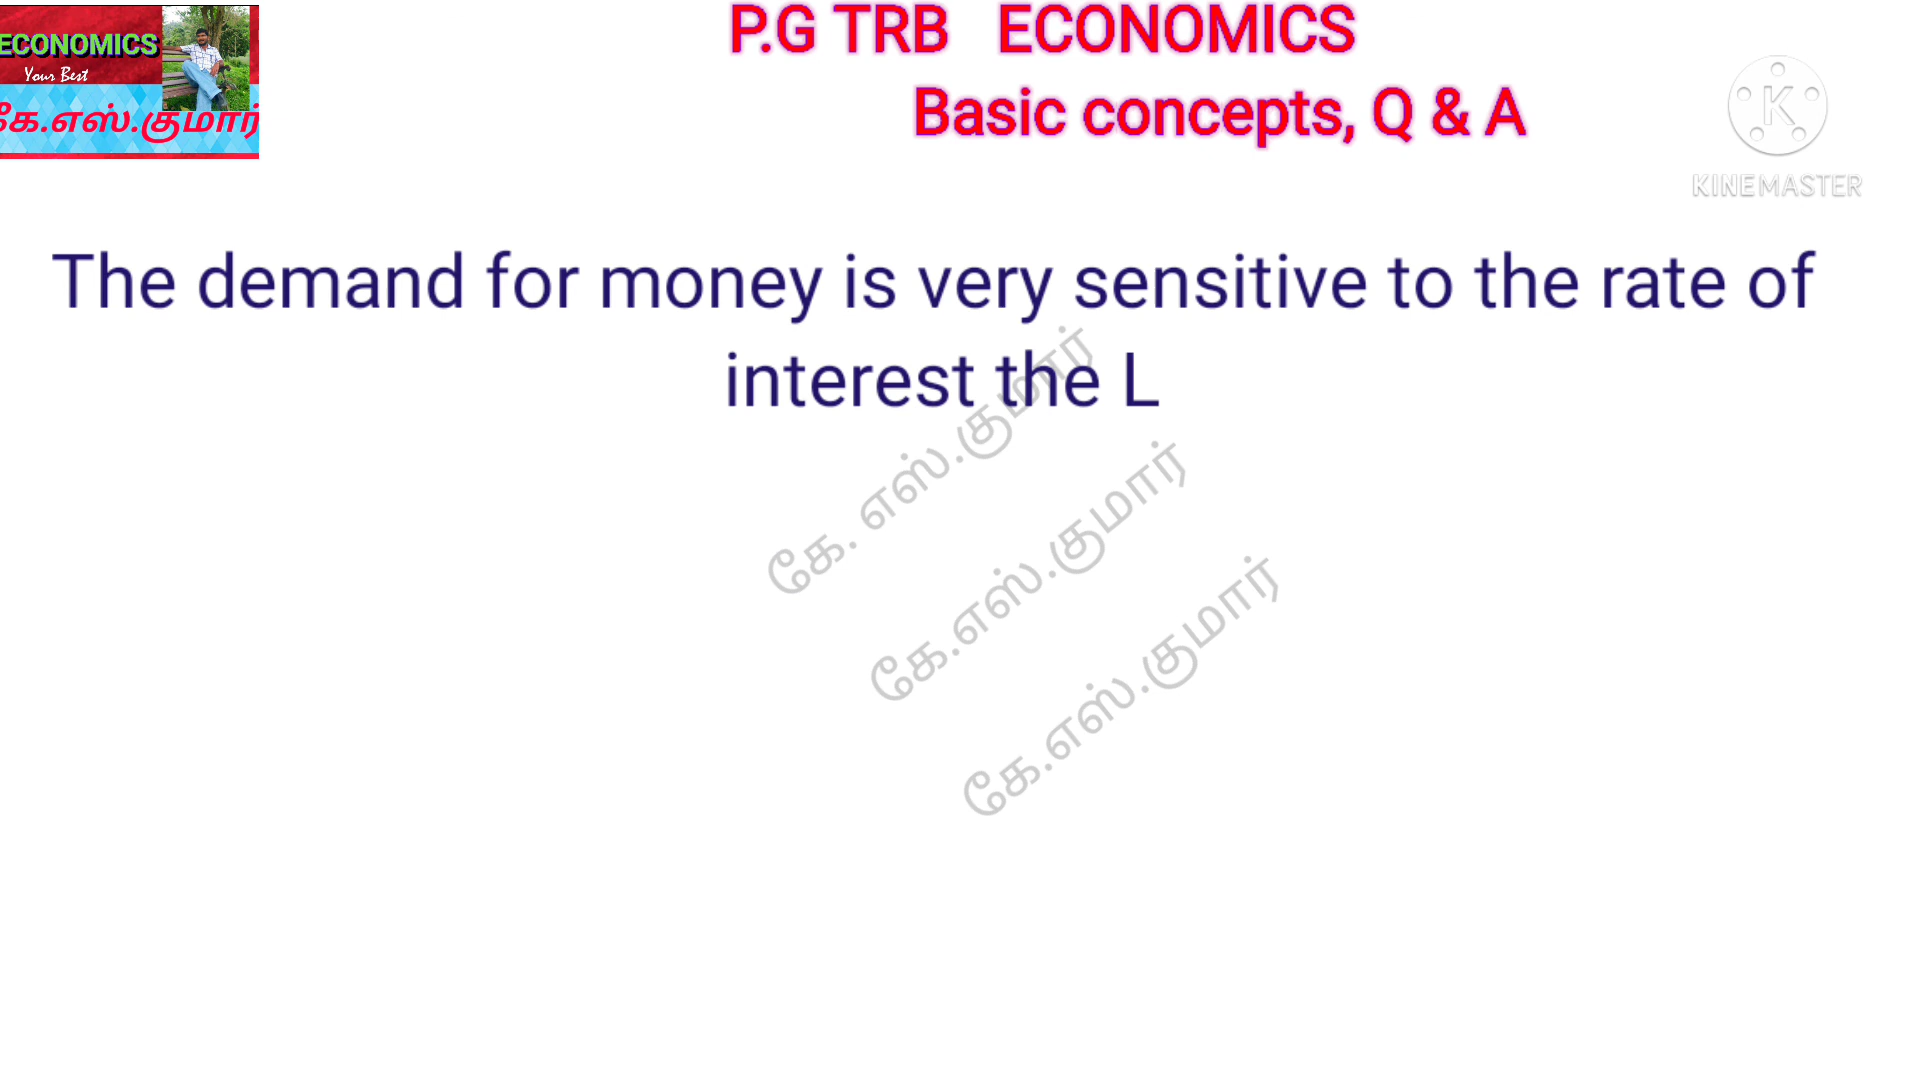 ECONOMICS
Your Best
கே.எஸ்.குமார்
P.G TRB ECONOMICS
Basic concepts, Q & A
K
KINEMASTER
The demand for money is very sensitive to the rate of
interest the L
கே. எஸ்.குமார்
கே.எஸ்.குமார்
கே.எஸ்.குமார்